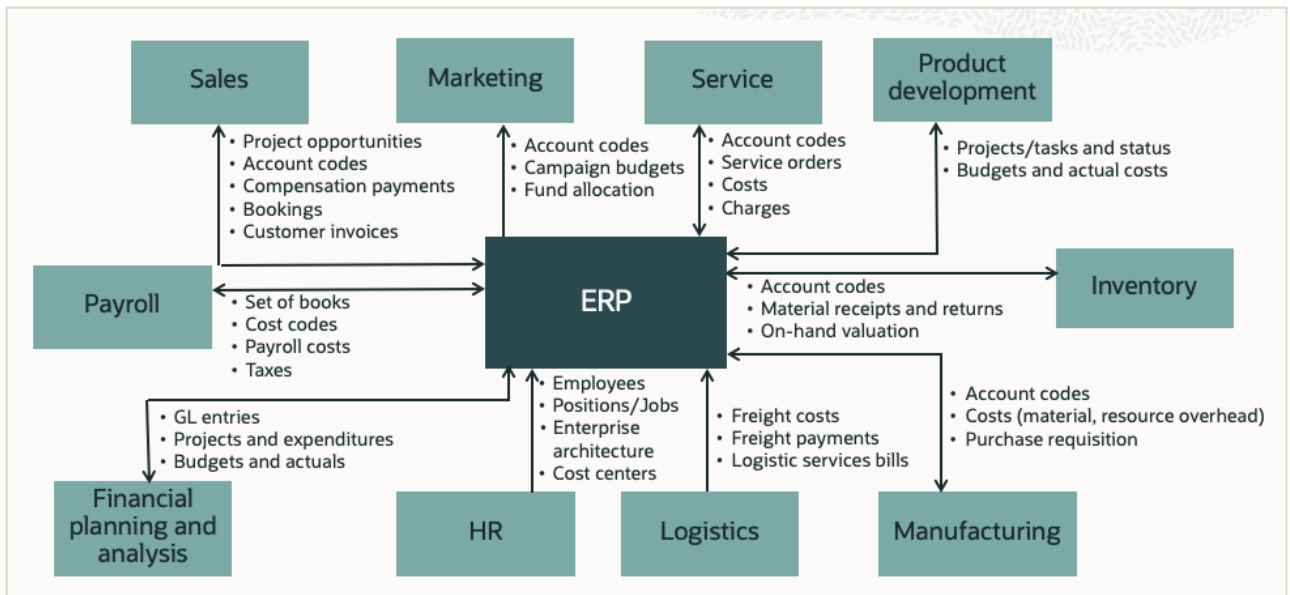 Sales
Marketing
Service
Product
development
• Project opportunities
• Account codes
• Compensation payments
• Bookings
• Customer invoices
• Account codes
• Campaign budgets
• Fund allocation
• Account codes
• Service orders
• Costs
• Charges
• Projects/tasks and status
• Budgets and actual costs
Payroll
ERP
Inventory
• Set of books
• Cost codes
• Payroll costs
• Taxes
• Account codes
• Material receipts and returns
• On-hand valuation
• GL entries
• Projects and expenditures
• Budgets and actuals
• Employees
• Positions/Jobs
• Enterprise
architecture
• Cost centers
• Freight costs
• Freight payments
• Logistic services bills
• Account codes
• Costs (material, resource overhead)
• Purchase requisition
Financial
planning and
analysis
HR
Logistics
Manufacturing